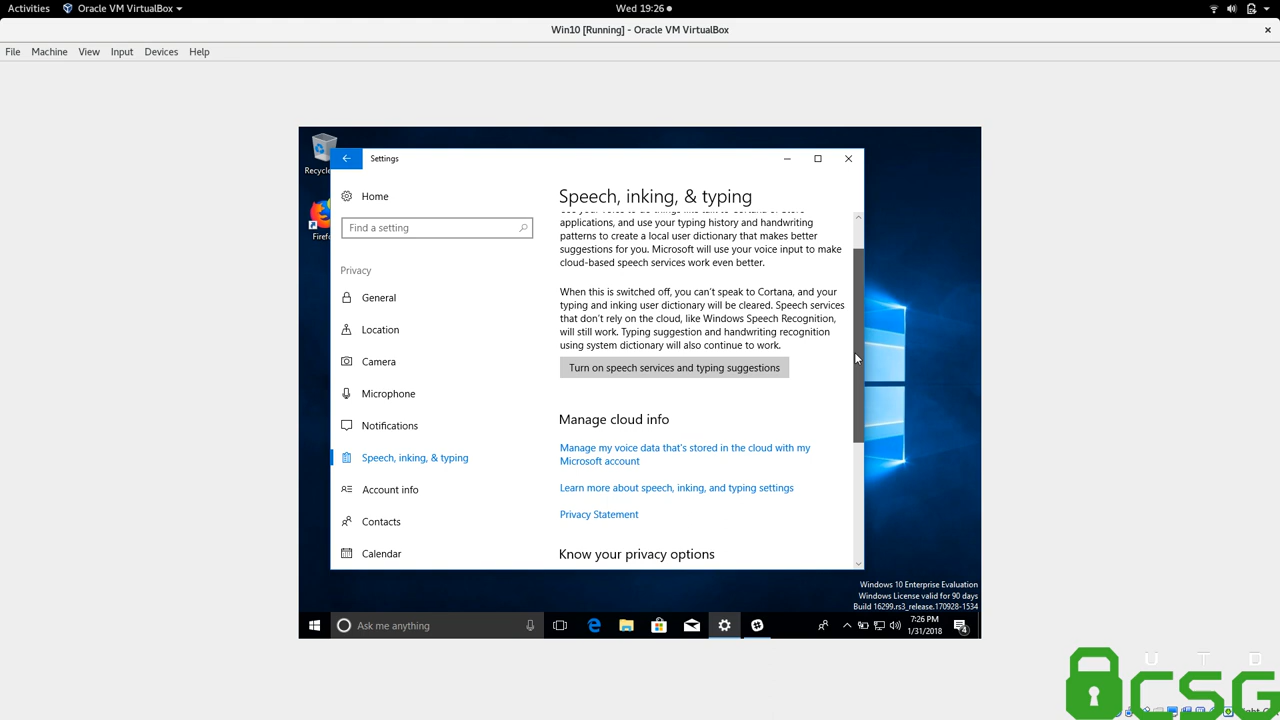 Activities Oracle VM VirtualBox Wed 19:26
Win10 [Running] - Oracle VM VirtualBox
File Machine View Input Devices Help
Recycle
Firef
Settings
Home
Find a setting
Privacy
General
Location
Camera
Microphone
Notifications
Speech, inking, & typing
Account info
Contacts
Calendar
Speech, inking, & typing
applications, and use your typing history and handwriting
patterns to create a local user dictionary that makes better
suggestions for you. Microsoft will use your voice input to make
cloud-based speech services work even better.
When this is switched off, you can't speak to Cortana, and your
typing and inking user dictionary will be cleared. Speech services
that don't rely on the cloud, like Windows Speech Recognition,
will still work. Typing suggestion and handwriting recognition
using system dictionary will also continue to work.
Turn on speech services and typing suggestions
Manage cloud info
Manage my voice data that's stored in the cloud with my
Microsoft account
Learn more about speech, inking, and typing settings
Privacy Statement
Know your privacy options
Windows 10 Enterprise Evaluation
Windows License valid for 90 days
Build 16299.rs3_release.170928-1534
Ask me anything
7:26 PM
1/31/2018
4
U T D
CSG